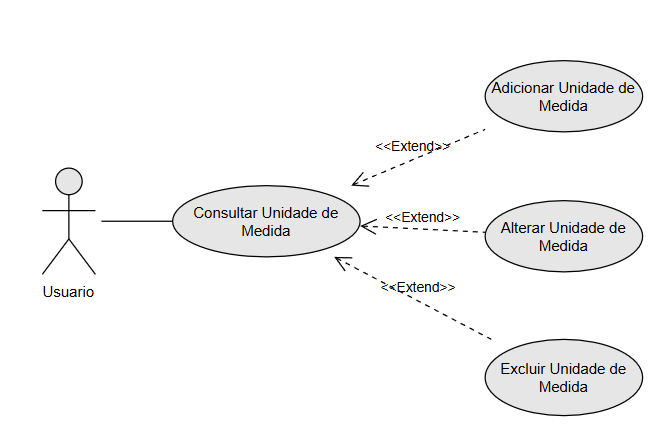 Adicionar Unidade de
Medida
<<Extend>>
Consultar Unidade de
Medida
<<Extend>>
Alterar Unidade de
Medida
<<Extend>>
Usuario
Excluir Unidade de
Medida